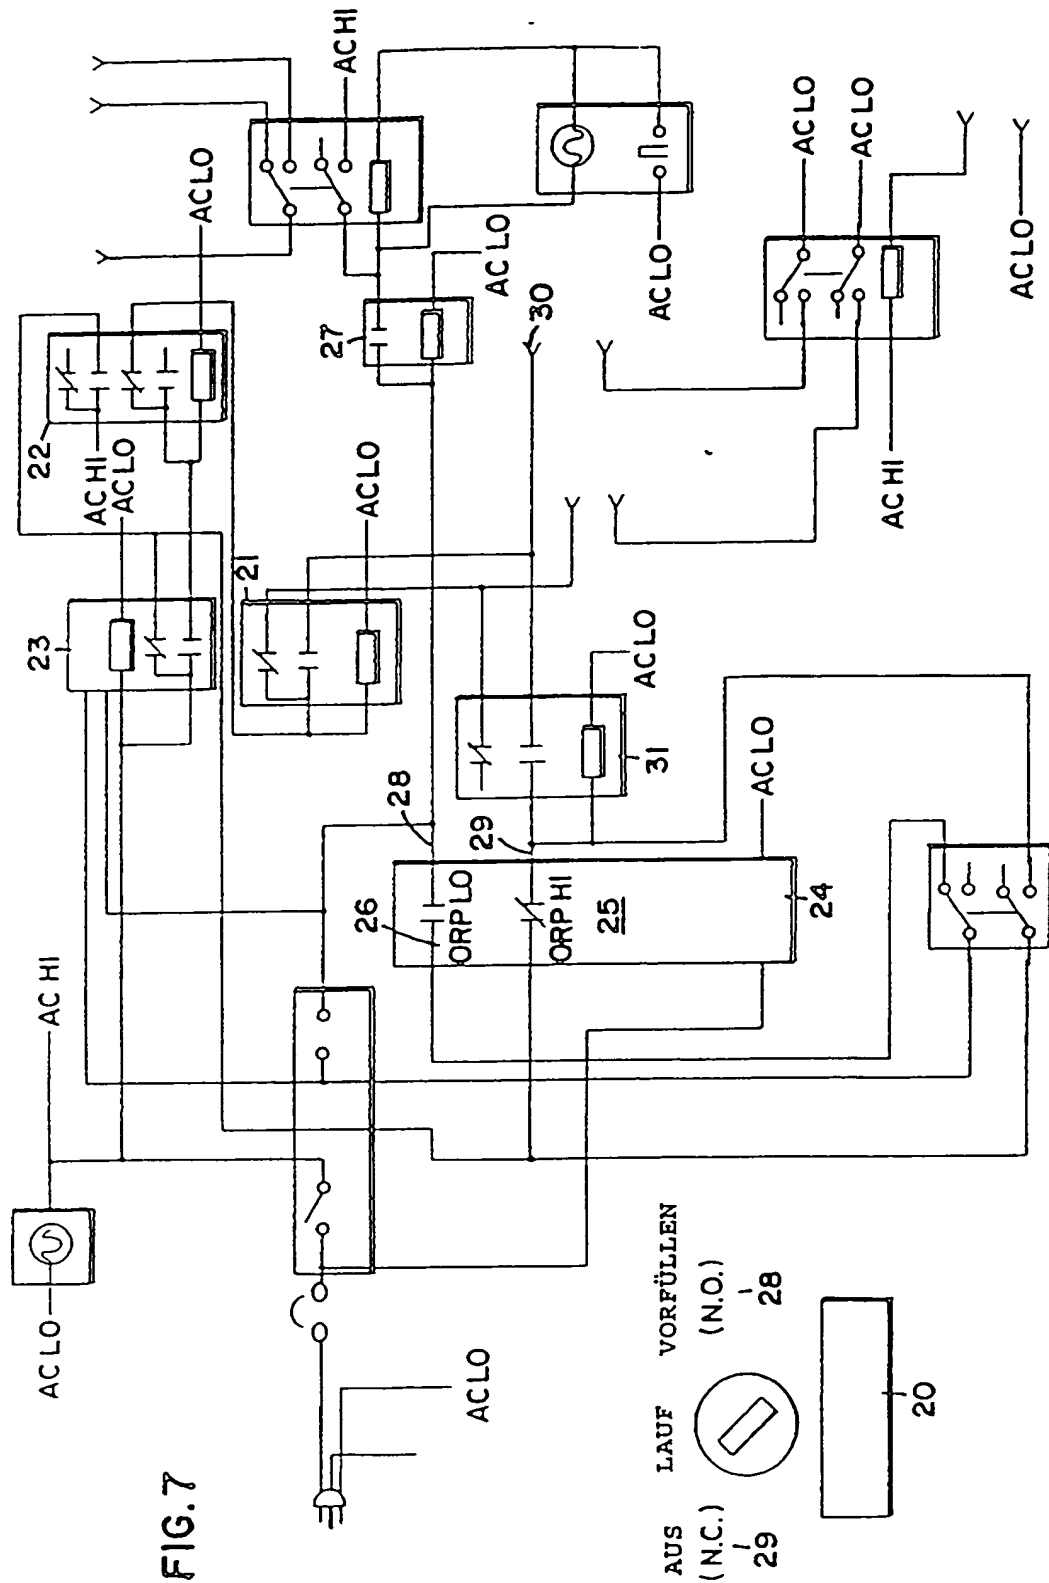 FIG. 7
AC LO
AC HI
AC LO
AC HI
AC LO
AC LO
AC HI
AC LO
AC LO
AC LO
AC LO
AC LO
AC LO
AC HI
AC LO
AC LO
AC LO
22
23
21
27
30
28
26
ORP LO
29
ORP HI
25
24
31
AUS LAUF VORFÜLLEN
(N.C.) (N.O.)
29 28
20